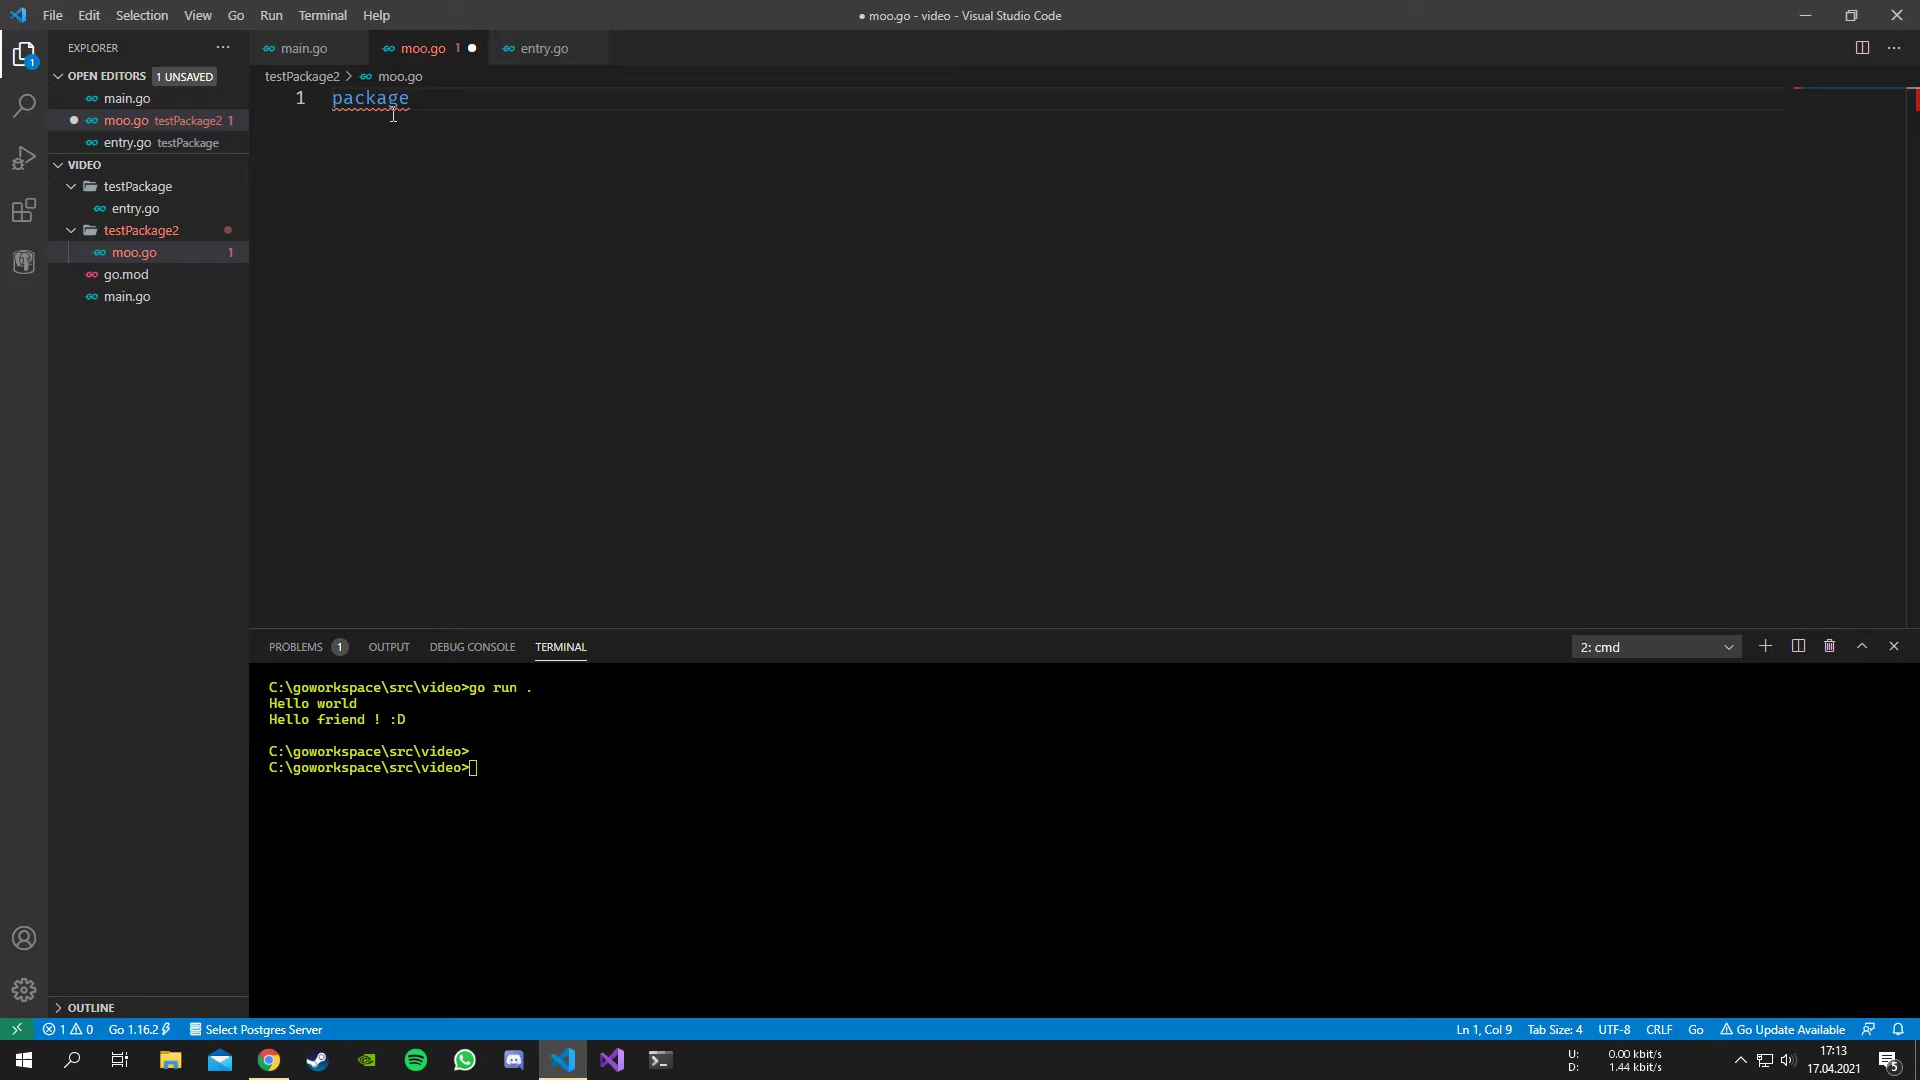 File Edit Selection View Go Run Terminal Help
● moo.go - video - Visual Studio Code
EXPLORER
OPEN EDITORS 1 UNSAVED
main.go
moo.go testPackage2 1
entry.go testPackage
VIDEO
testPackage
entry.go
testPackage2
moo.go 1
go.mod
main.go
OUTLINE
1
main.go moo.go 1 entry.go
testPackage2 > moo.go
1 package
PROBLEMS 1 OUTPUT DEBUG CONSOLE TERMINAL
2: cmd
C:\goworkspace\src\video>go run .
Hello world
Hello friend ! :D
C:\goworkspace\src\video>
C:\goworkspace\src\video>
1 0 Go 1.16.2 Select Postgres Server
Ln 1, Col 9 Tab Size: 4 UTF-8 CRLF Go Go Update Available
U: 0.00 kbit/s
D: 1.44 kbit/s
17:13
17.04.2021
5